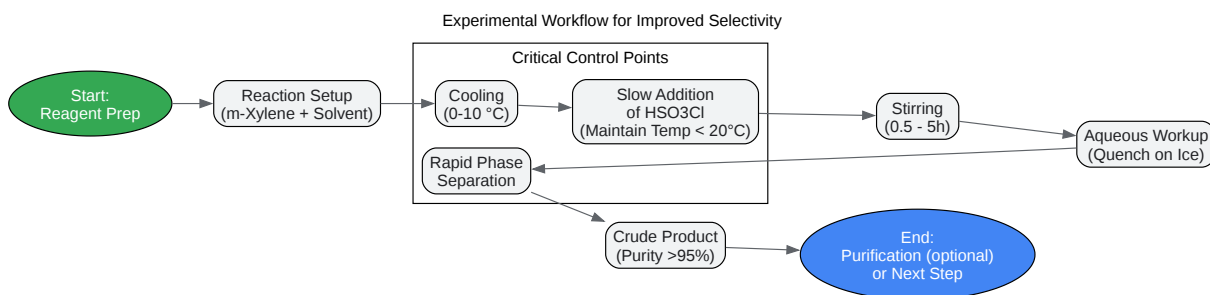 Experimental Workflow for Improved Selectivity
Critical Control Points
Start:
Reagent Prep
Reaction Setup
(m-Xylene + Solvent)
Cooling
(0-10 °C)
Slow Addition
of HSO3Cl
(Maintain Temp < 20°C)
Stirring
(0.5 - 5h)
Aqueous Workup
(Quench on Ice)
Rapid Phase
Separation
Crude Product
(Purity >95%)
End:
Purification (optional)
or Next Step